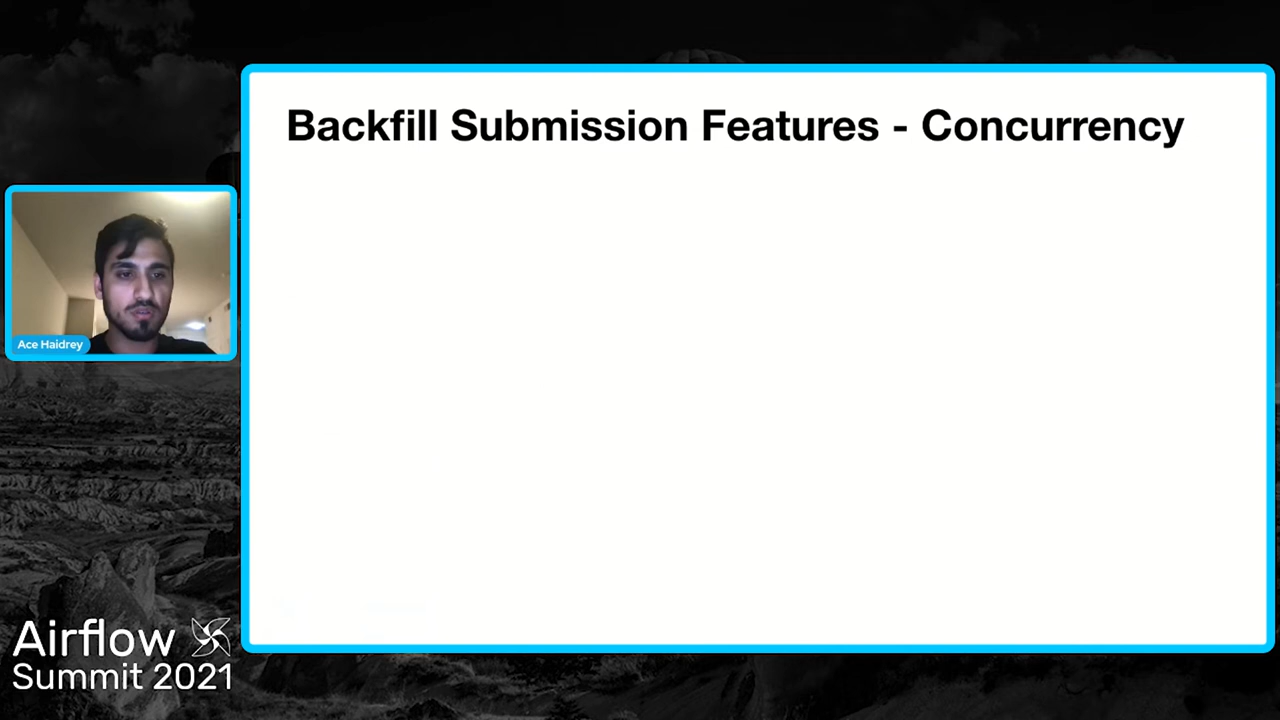 Backfill Submission Features - Concurrency
Ace Haidrey
Airflow
Summit 2021